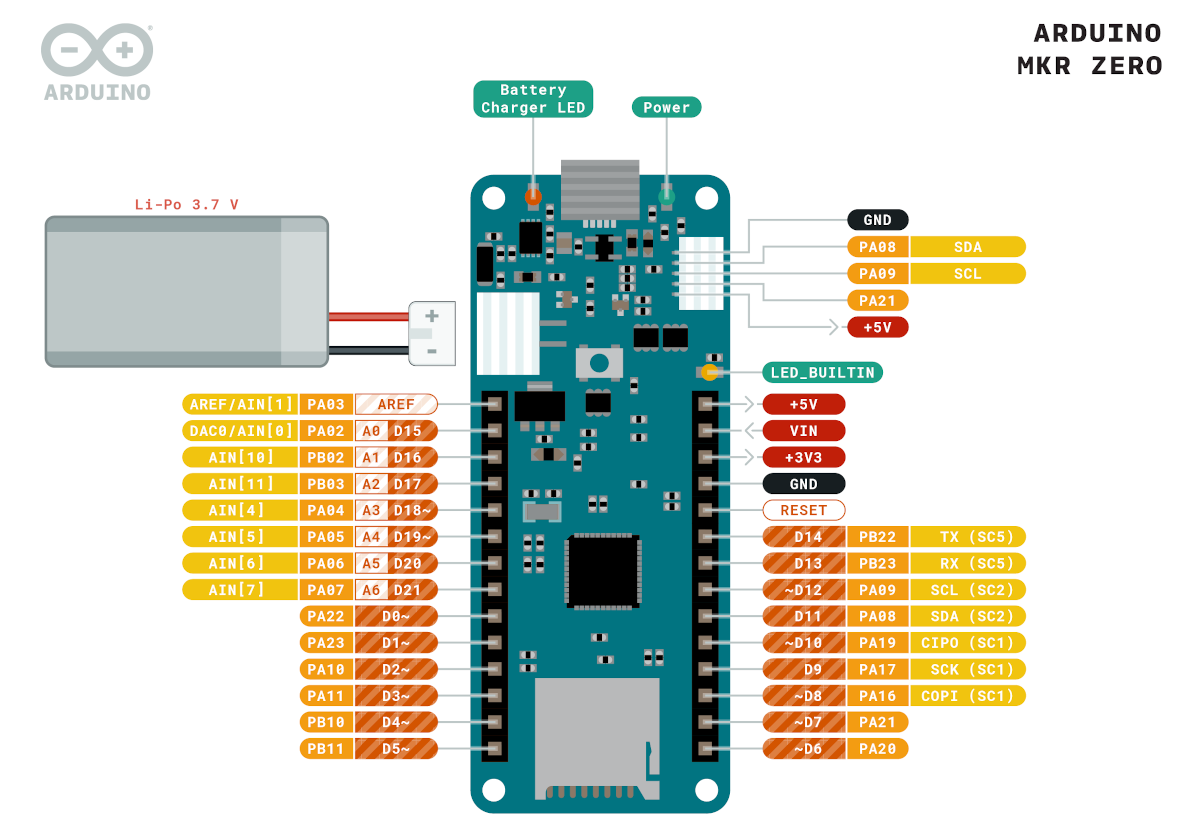 ARDUINO
ARDUINO
MKR ZERO
Battery
Charger LED
Power
Li-Po 3.7 V
+
-
GND
PA08 SDA
PA09 SCL
PA21
+5V
LED_BUILTIN
AREF/AIN[1] PA03 AREF
DAC0/AIN[0] PA02 A0 D15
AIN[10] PB02 A1 D16
AIN[11] PB03 A2 D17
AIN[4] PA04 A3 D18~
AIN[5] PA05 A4 D19~
AIN[6] PA06 A5 D20
AIN[7] PA07 A6 D21
PA22 D0~
PA23 D1~
PA10 D2~
PA11 D3~
PB10 D4~
PB11 D5~
+5V
VIN
+3V3
GND
RESET
D14 PB22 TX (SC5)
D13 PB23 RX (SC5)
~D12 PA09 SCL (SC2)
D11 PA08 SDA (SC2)
~D10 PA19 CIPO (SC1)
D9 PA17 SCK (SC1)
~D8 PA16 COPI (SC1)
~D7 PA21
~D6 PA20